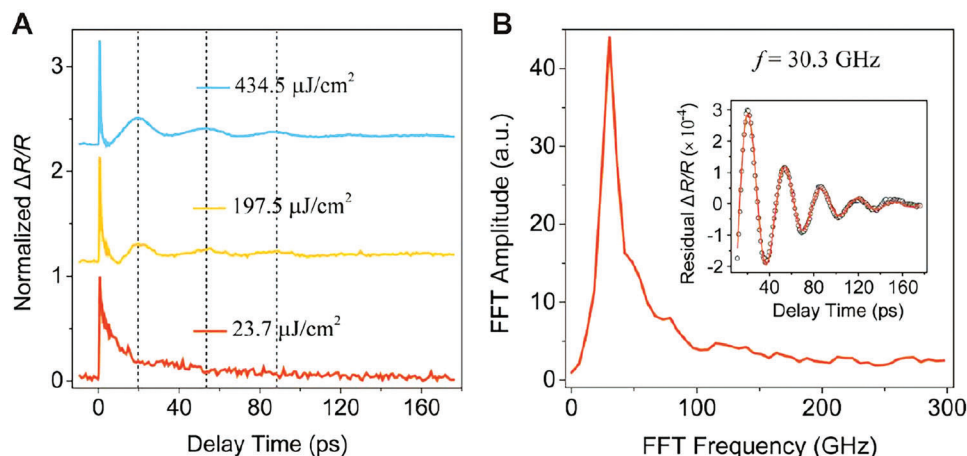 A
Normalized ΔR/R
3
2
1
0
434.5 μJ/cm²
197.5 μJ/cm²
23.7 μJ/cm²
0 40 80 120 160
Delay Time (ps)
B
FFT Amplitude (a.u.)
40
30
20
10
0
f = 30.3 GHz
Residual ΔR/R (× 10⁻⁴)
3
2
1
0
-1
-2
40 80 120 160
Delay Time (ps)
0 100 200 300
FFT Frequency (GHz)